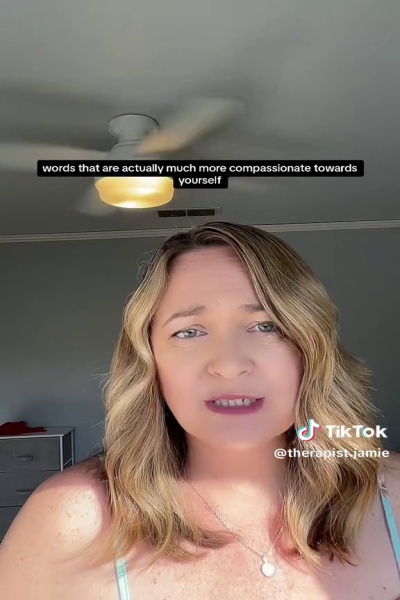 words that are actually much more compassionate towards
yourself
TikTok
@therapist.jamie